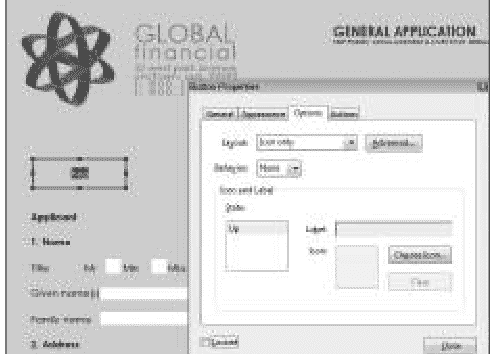 GLOBAL
financial
GENERAL APPLICATION
Button Properties
General Appearance Options Actions
Layout: Icon only Advanced...
Behavior: None
Icon and Label
State
Up
Label:
Icon: Choose Icon...
Clear
Locked
Close
Applicant
1. Name
Title Mr Mrs Miss
Given name(s)
Family name
2. Address